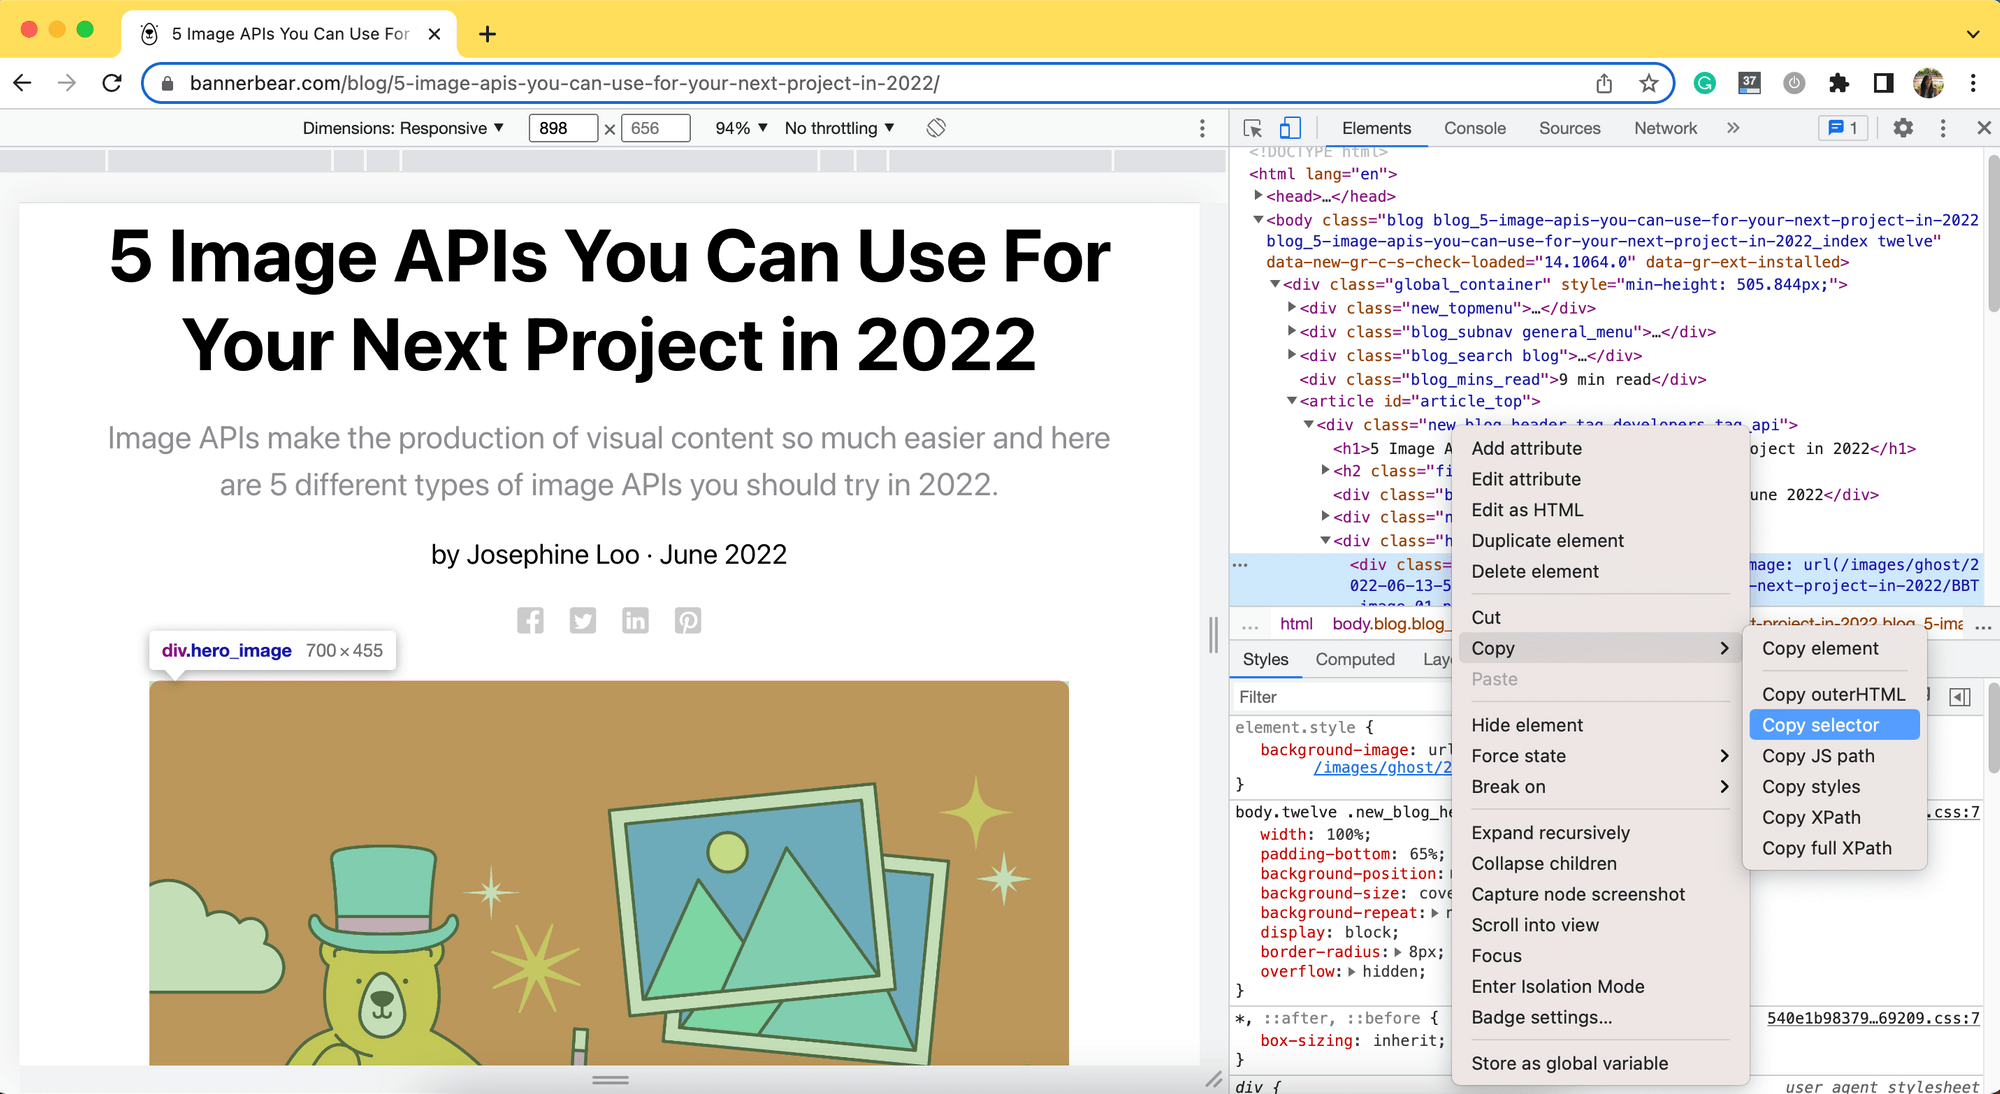 5 Image APIs You Can Use For
bannerbear.com/blog/5-image-apis-you-can-use-for-your-next-project-in-2022/
37
Dimensions: Responsive ▼ 898 × 656 94% ▼ No throttling ▼
Elements Console Sources Network » 1
<!DOCTYPE html>
<html lang="en">
<head>…</head>
<body class="blog blog_5-image-apis-you-can-use-for-your-next-project-in-2022
blog_5-image-apis-you-can-use-for-your-next-project-in-2022_index twelve"
data-new-gr-c-s-check-loaded="14.1064.0" data-gr-ext-installed>
<div class="global_container" style="min-height: 505.844px;">
<div class="new_topmenu">…</div>
<div class="blog_subnav general_menu">…</div>
<div class="blog_search blog">…</div>
<div class="blog_mins_read">9 min read</div>
<article id="article_top">
<div class="new_blog_header tag_developers tag_api">
<h1>5 Image A oject in 2022</h1>
<h2 class="fi
<div class="b une 2022</div>
<div class="n
<div class="h
<div class= mage: url(/images/ghost/2
022-06-13-5 -next-project-in-2022/BBT
image_01.p
... html body.blog.blog_ t-project-in-2022.blog_5-ima ...
Styles Computed Lay
Filter
element.style {
background-image: url
/images/ghost/2
}
body.twelve .new_blog_he .css:7
width: 100%;
padding-bottom: 65%;
background-position:
background-size: cove
background-repeat: n
display: block;
border-radius: 8px;
overflow: hidden;
}
*, ::after, ::before { 540e1b98379…69209.css:7
box-sizing: inherit;
}
div { user agent stylesheet
5 Image APIs You Can Use For
Your Next Project in 2022
Image APIs make the production of visual content so much easier and here
are 5 different types of image APIs you should try in 2022.
by Josephine Loo · June 2022
div.hero_image 700 × 455
Add attribute
Edit attribute
Edit as HTML
Duplicate element
Delete element
Cut
Copy
Paste
Hide element
Force state
Break on
Expand recursively
Collapse children
Capture node screenshot
Scroll into view
Focus
Enter Isolation Mode
Badge settings...
Store as global variable
Copy element
Copy outerHTML
Copy selector
Copy JS path
Copy styles
Copy XPath
Copy full XPath